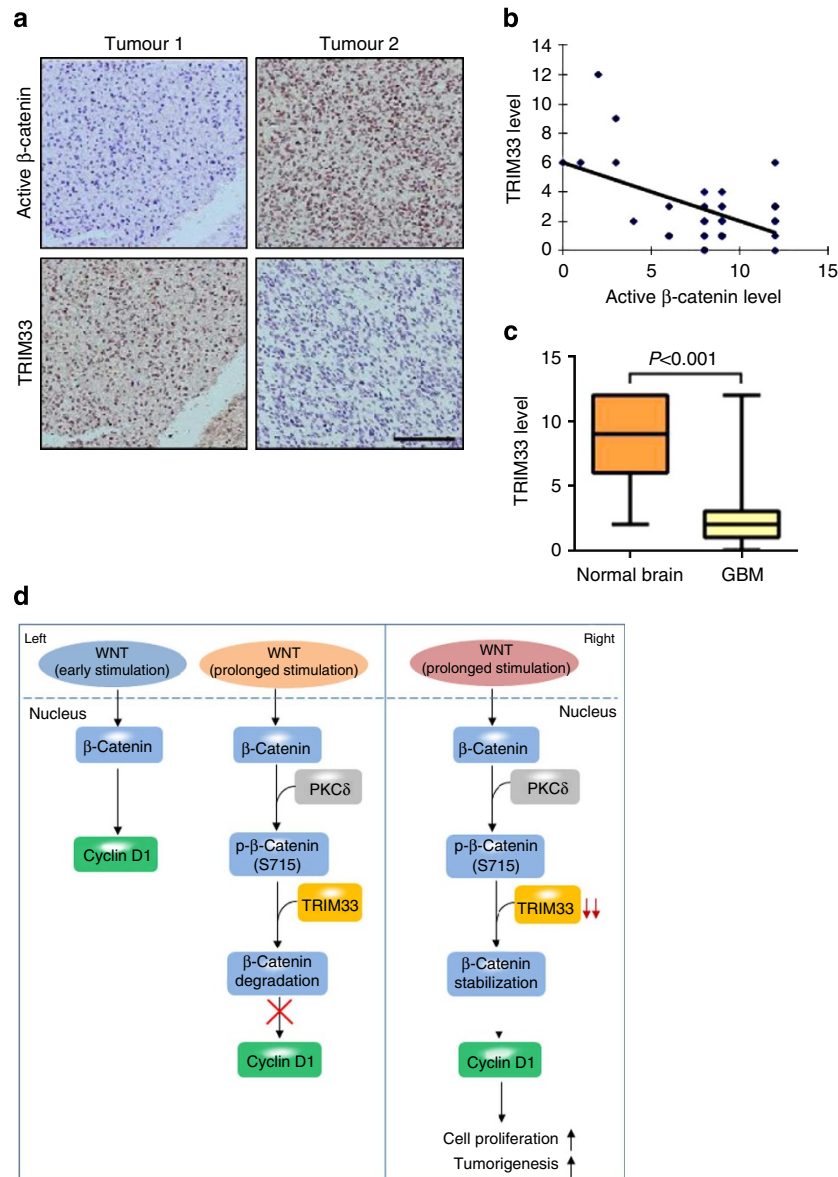 a
Tumour 1
Tumour 2
Active β-catenin
TRIM33
b
14
12
10
8
6
4
2
0
TRIM33 level
0
5
10
15
Active β-catenin level
c
P<0.001
15
10
5
0
TRIM33 level
Normal brain
GBM
d
Left
WNT
(early stimulation)
WNT
(prolonged stimulation)
Nucleus
β-Catenin
Cyclin D1
β-Catenin
PKCδ
p-β-Catenin
(S715)
TRIM33
β-Catenin
degradation
Cyclin D1
Right
WNT
(prolonged stimulation)
Nucleus
β-Catenin
PKCδ
p-β-Catenin
(S715)
TRIM33
β-Catenin
stabilization
Cyclin D1
Cell proliferation
Tumorigenesis